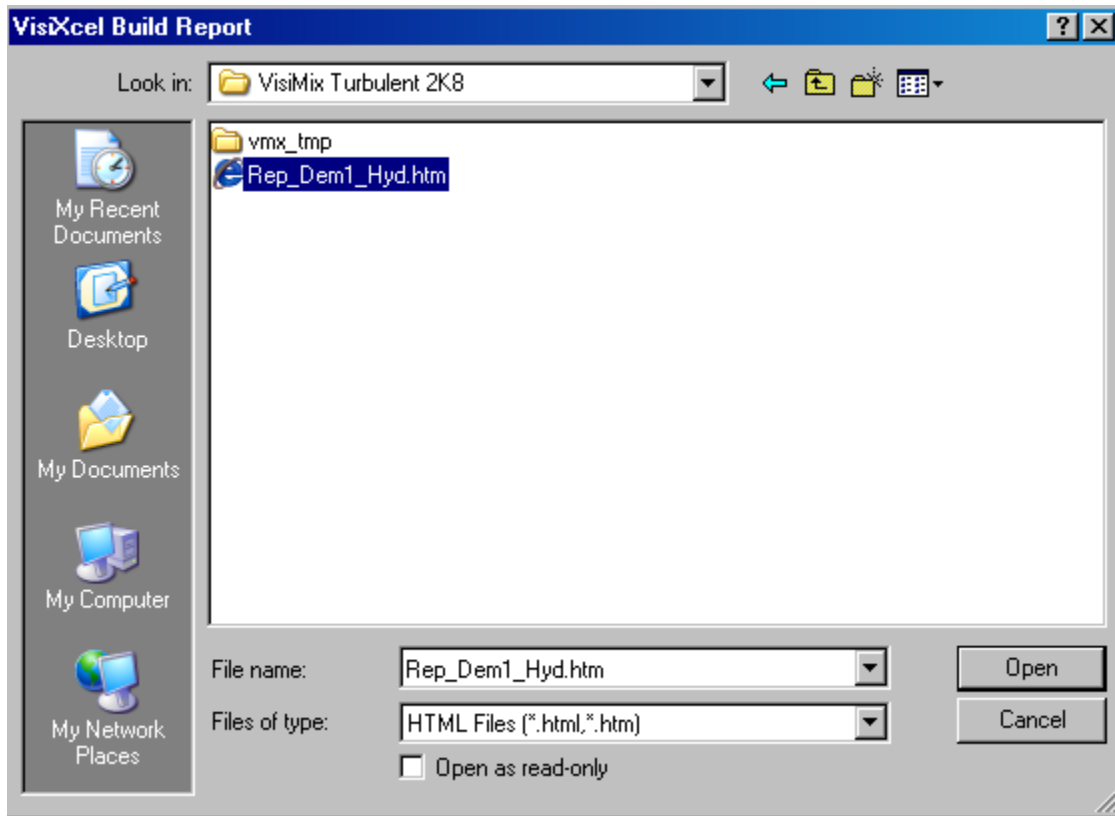 VisiXcel Build Report
Look in:
VisiMix Turbulent 2K8
vmx_tmp
Rep_Dem1_Hyd.htm
My Recent
Documents
Desktop
My Documents
My Computer
My Network
Places
File name:
Rep_Dem1_Hyd.htm
Open
Files of type:
HTML Files (*.html,*.htm)
Cancel
Open as read-only